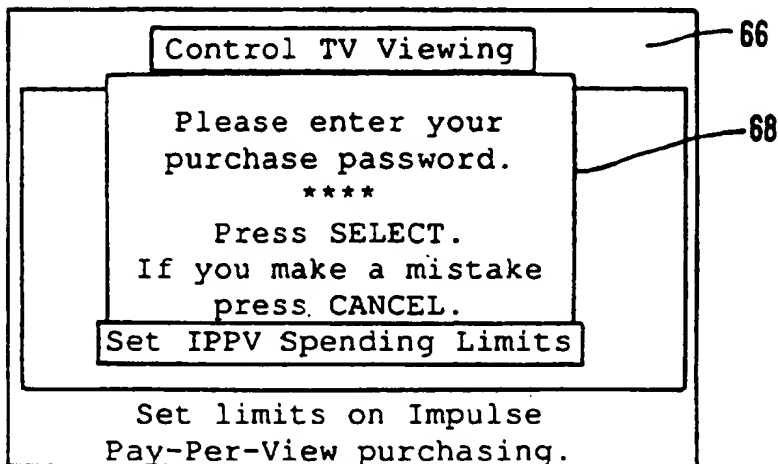 Control TV Viewing
66
Please enter your
68
purchase password.
****
Press SELECT.
If you make a mistake
press. CANCEL.
Set IPPV Spending Limits
Set limits on Impulse
Pay-Per-View purchasing.